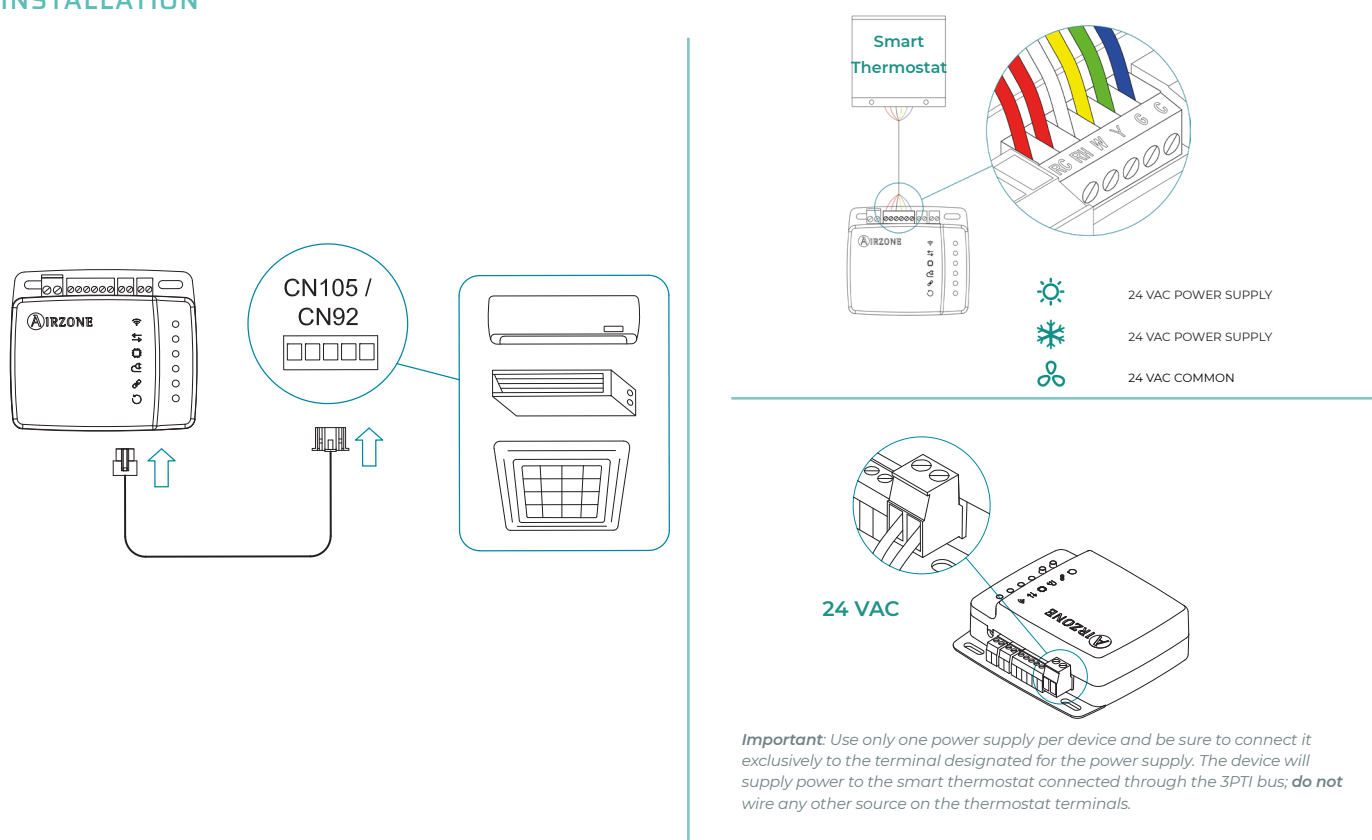 INSTALLATION
AIRZONE
CN105 /
CN92
Smart
Thermostat
RC RH W Y G C
AIRZONE
24 VAC POWER SUPPLY
24 VAC POWER SUPPLY
24 VAC COMMON
24 VAC
AIRZONE
Important: Use only one power supply per device and be sure to connect it
exclusively to the terminal designated for the power supply. The device will
supply power to the smart thermostat connected through the 3PTI bus; do not
wire any other source on the thermostat terminals.